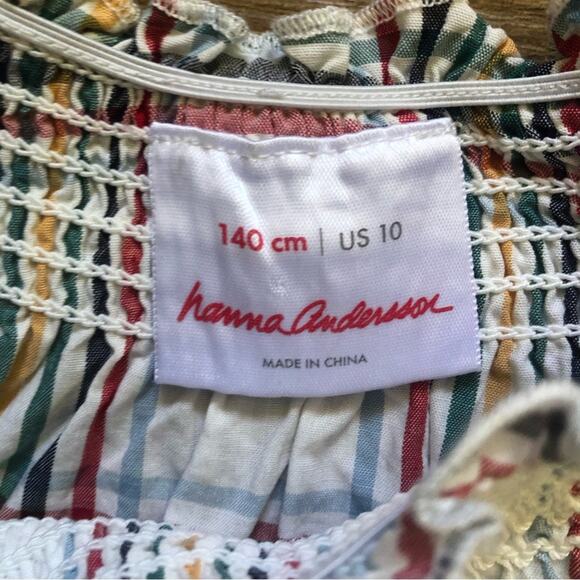 140 cm | US 10
hanna Andersson
MADE IN CHINA